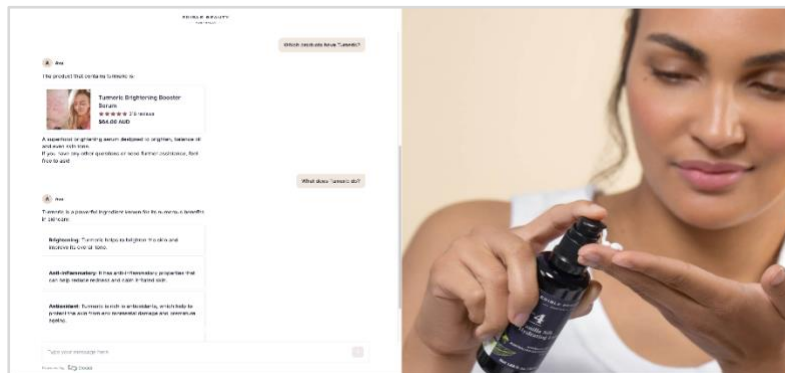 EDIBLE BEAUTY
Which products have Turmeric?
A Ava
The product that contains turmeric is:
Turmeric Brightening Booster
Serum
$64.00 AUD
A superfood brightening serum designed to brighten, balance oil
and even skin tone.
If you have any other questions or need further assistance, feel
free to ask!
What does Turmeric do?
A Ava
Turmeric is a powerful ingredient known for its numerous benefits
in skincare:
Brightening: Turmeric helps to brighten the skin and
improve its overall tone.
Anti-inflammatory: It has anti-inflammatory properties that
can help reduce redness and calm irritated skin.
Antioxidant: Turmeric is rich in antioxidants, which help to
protect the skin from environmental damage and premature
ageing.
Type your message here
EDIBLE BEAUTY
4